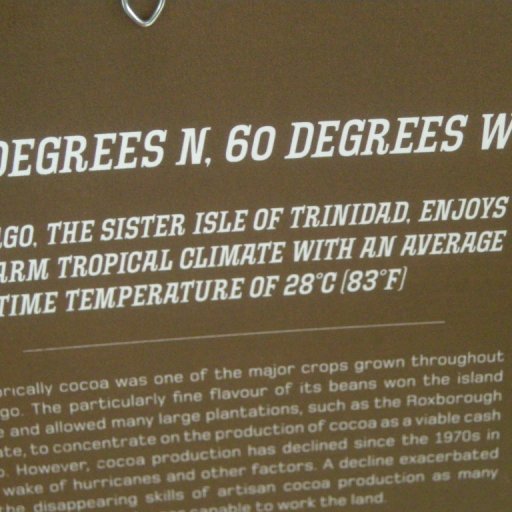 DEGREES N, 60 DEGREES W
AGO, THE SISTER ISLE OF TRINIDAD, ENJOYS
ARM TROPICAL CLIMATE WITH AN AVERAGE
TIME TEMPERATURE OF 28°C (83°F)
orically cocoa was one of the major crops grown throughout
go. The particularly fine flavour of its beans won the island
e and allowed many large plantations, such as the Roxborough
ate, to concentrate on the production of cocoa as a viable cash
o. However, cocoa production has declined since the 1970s in
wake of hurricanes and other factors. A decline exacerbated
the disappearing skills of artisan cocoa production as many
capable to work the land.